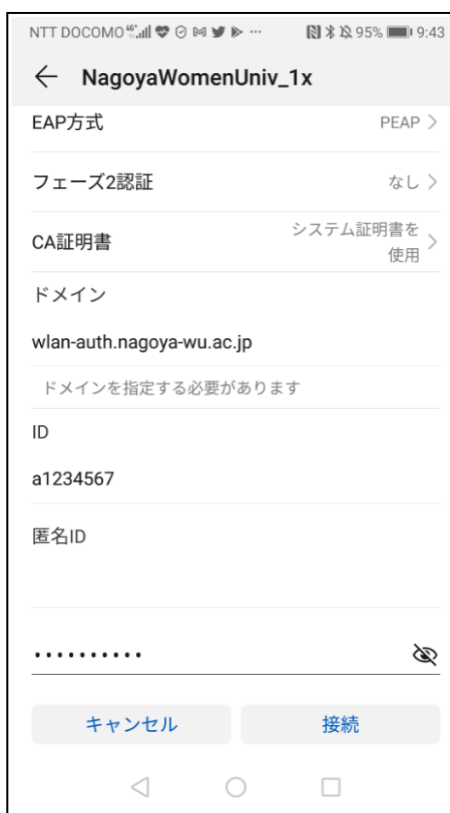 NTT DOCOMO 4G+ … 95% 9:43
NagoyaWomenUniv_1x
EAP方式 PEAP
フェーズ2認証 なし
CA証明書 システム証明書を
使用
ドメイン
wlan-auth.nagoya-wu.ac.jp
ドメインを指定する必要があります
ID
a1234567
匿名ID
••••••••••
キャンセル 接続